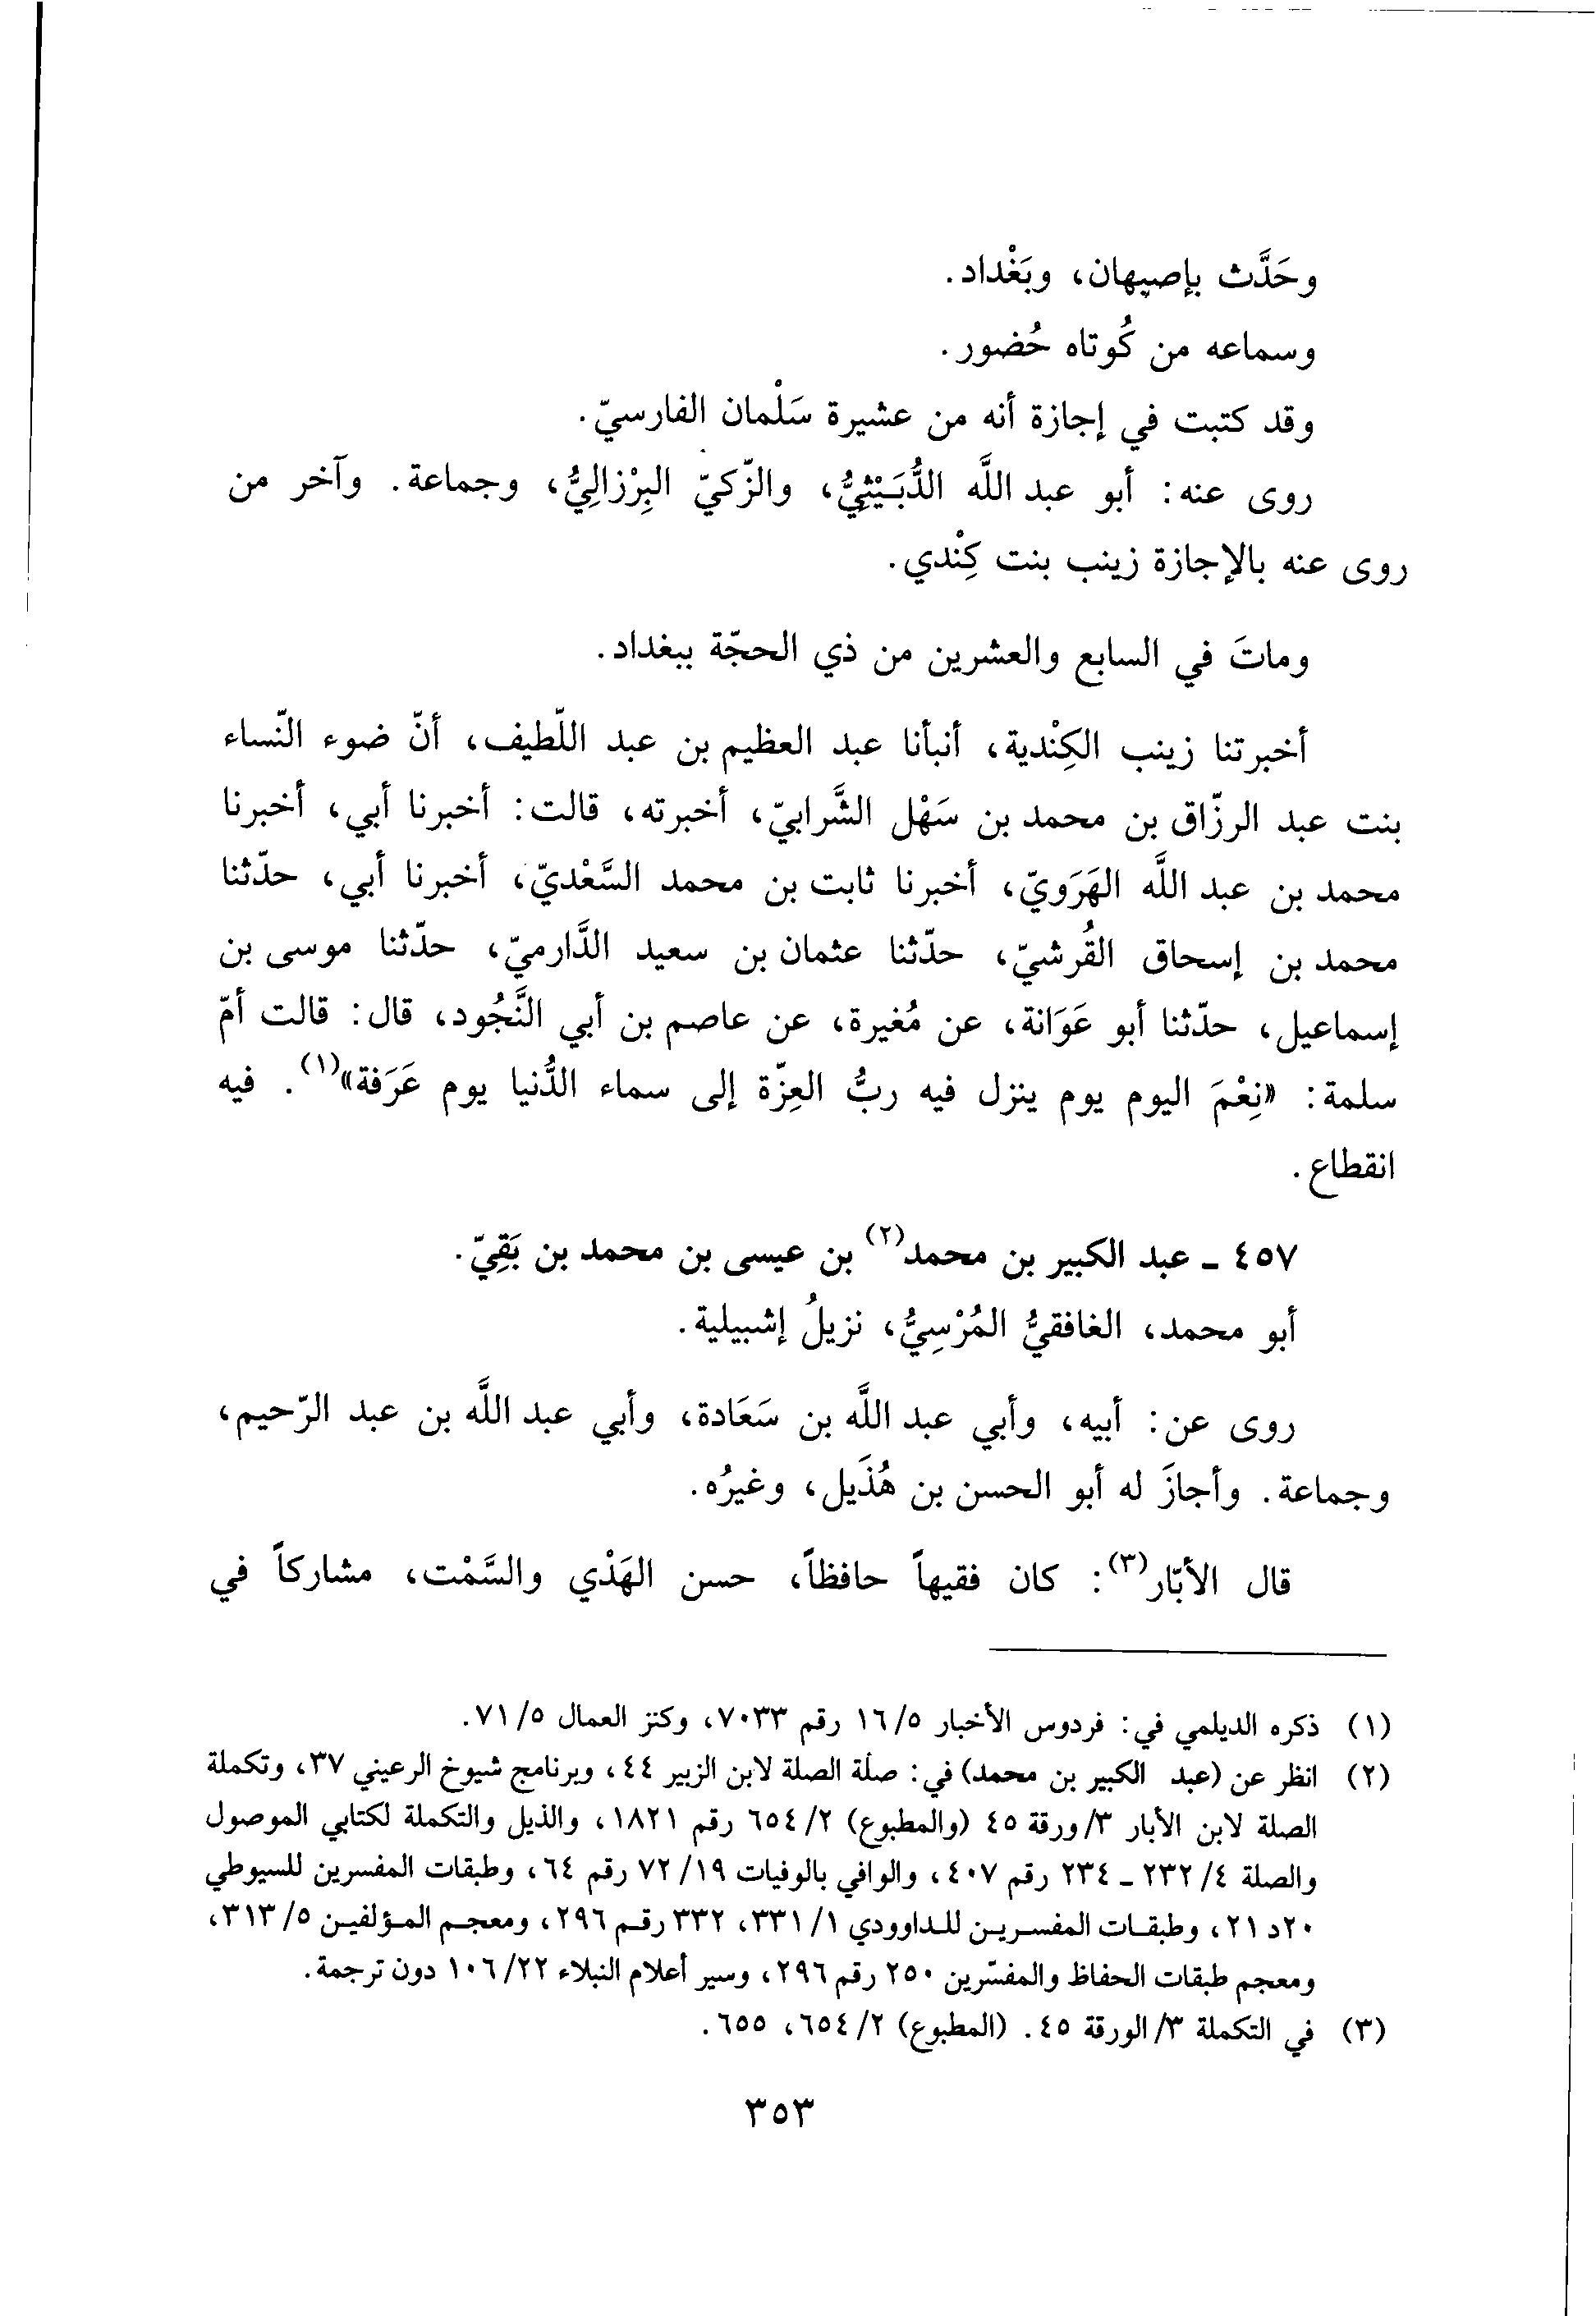 وحَدَّث بإصبهان، وبَغْداد.
وسماعه من كُوتاه حُضور.
وقد كتبت في إجازة أنه من عشيرة سَلْمان الفارسيّ.
روى عنه: أبو عبد اللَّه الدُّبَيْثِيُّ، والزّكيّ البِرْزالِيُّ، وجماعة. وآخر من
روى عنه بالإجازة زينب بنت كِنْدي.
وماتَ في السابع والعشرين من ذي الحجّة ببغداد.
أخبرتنا زينب الكِنْدية، أنبأنا عبد العظيم بن عبد اللّطيف، أنّ ضوء النّساء
بنت عبد الرزّاق بن محمد بن سَهْل الشَّرابيّ، أخبرته، قالت: أخبرنا أبي، أخبرنا
محمد بن عبد اللَّه الهَرَويّ، أخبرنا ثابت بن محمد السَّعْديّ، أخبرنا أبي، حدّثنا
محمد بن إسحاق القُرشيّ، حدّثنا عثمان بن سعيد الدَّارميّ، حدّثنا موسى بن
إسماعيل، حدّثنا أبو عَوَانة، عن مُغيرة، عن عاصم بن أبي النَّجُود، قال: قالت أمّ
سلمة: «نِعْمَ اليوم يوم ينزل فيه ربُّ العِزّة إلى سماء الدُّنيا يوم عَرَفة»(١). فيه
انقطاع.
٤٥٧ ـ عبد الكبير بن محمد(٢) بن عيسى بن محمد بن بَقِيّ.
أبو محمد، الغافقيُّ المُرْسِيُّ، نزيلُ إشبيلية.
روى عن: أبيه، وأبي عبد اللَّه بن سَعَادة، وأبي عبد اللَّه بن عبد الرّحيم،
وجماعة. وأجازَ له أبو الحسن بن هُذَيل، وغيرُه.
قال الأبّار(٣): كان فقيهاً حافظاً، حسن الهَدْي والسَّمْت، مشاركاً في
(١) ذكره الديلمي في: فردوس الأخبار ١٦/٥ رقم ٧٠٣٣، وكنز العمال ٧١/٥.
(٢) انظر عن (عبد الكبير بن محمد) في: صلة الصلة لابن الزبير ٤٤، وبرنامج شيوخ الرعيني ٣٧، وتكملة
الصلة لابن الأبار ٣/ورقة ٤٥ (والمطبوع) ٦٥٤/٢ رقم ١٨٢١، والذيل والتكملة لكتابي الموصول
والصلة ٢٣٢/٤ ـ ٢٣٤ رقم ٤٠٧، والوافي بالوفيات ٧٢/١٩ رقم ٦٤، وطبقات المفسرين للسيوطي
٢٠د ٢١، وطبقات المفسرين للداوودي ٣٣١/١، ٣٣٢ رقم ٢٩٦، ومعجم المؤلفين ٣١٣/٥،
ومعجم طبقات الحفاظ والمفسّرين ٢٥٠ رقم ٢٩٦، وسير أعلام النبلاء ١٠٦/٢٢ دون ترجمة.
(٣) في التكملة ٣/الورقة ٤٥. (المطبوع) ٦٥٤/٢، ٦٥٥.
٣٥٣